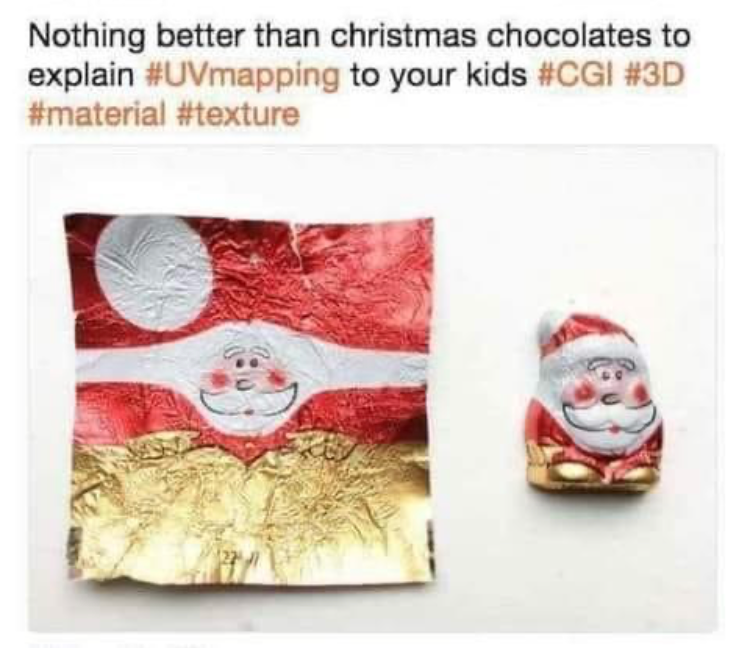 Nothing better than christmas chocolates to
explain #UVmapping to your kids #CGI #3D
#material #texture